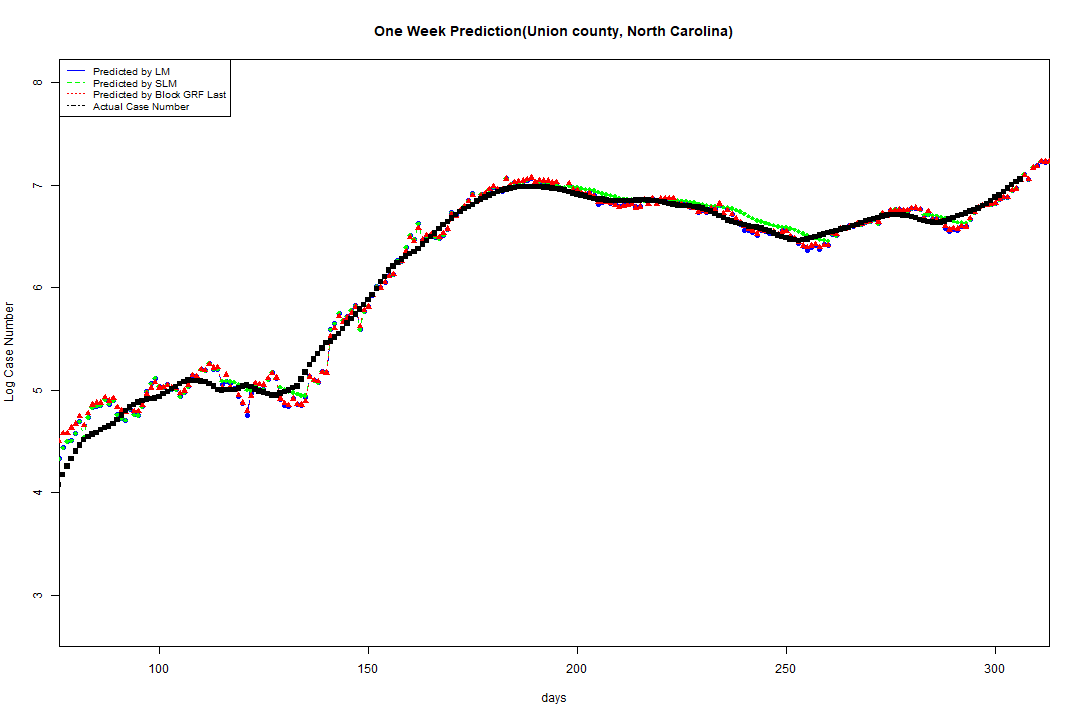 One Week Prediction(Union county, North Carolina)
Predicted by LM
Predicted by SLM
Predicted by Block GRF Last
Actual Case Number
8
7
6
5
4
3
Log Case Number
100 150 200 250 300
days